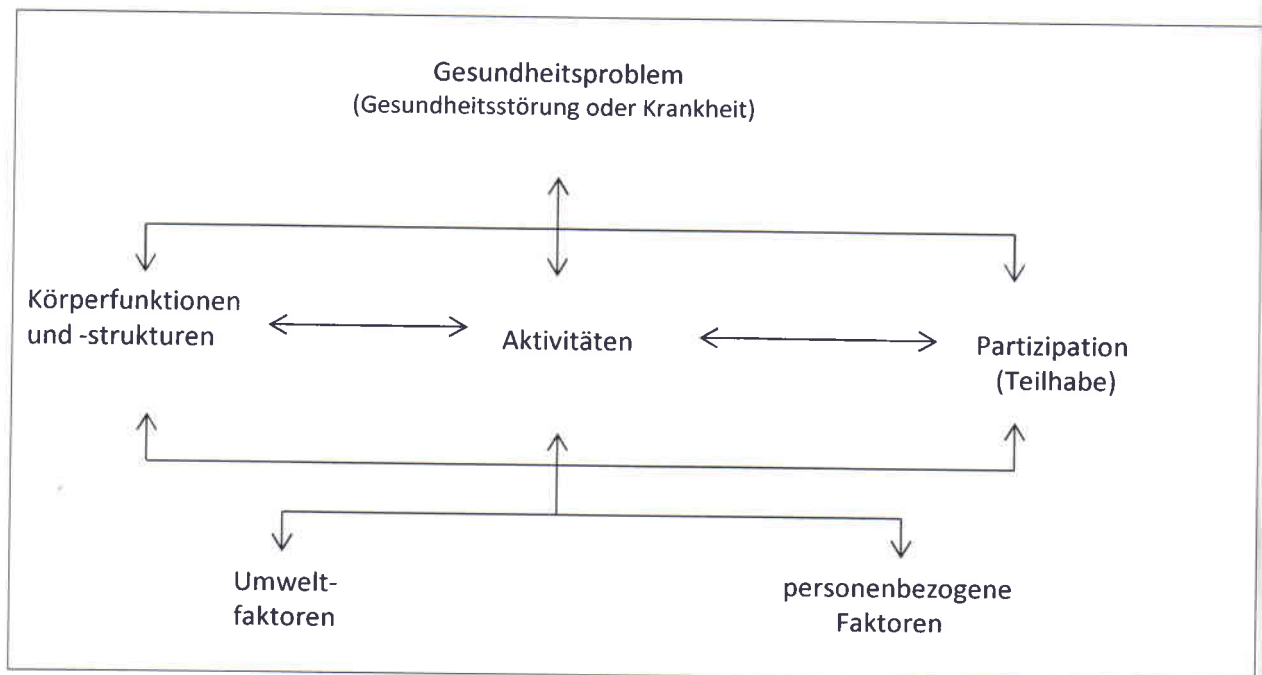 Gesundheitsproblem
(Gesundheitsstörung oder Krankheit)
Körperfunktionen
und -strukturen
Aktivitäten
Partizipation
(Teilhabe)
Umwelt-
faktoren
personenbezogene
Faktoren